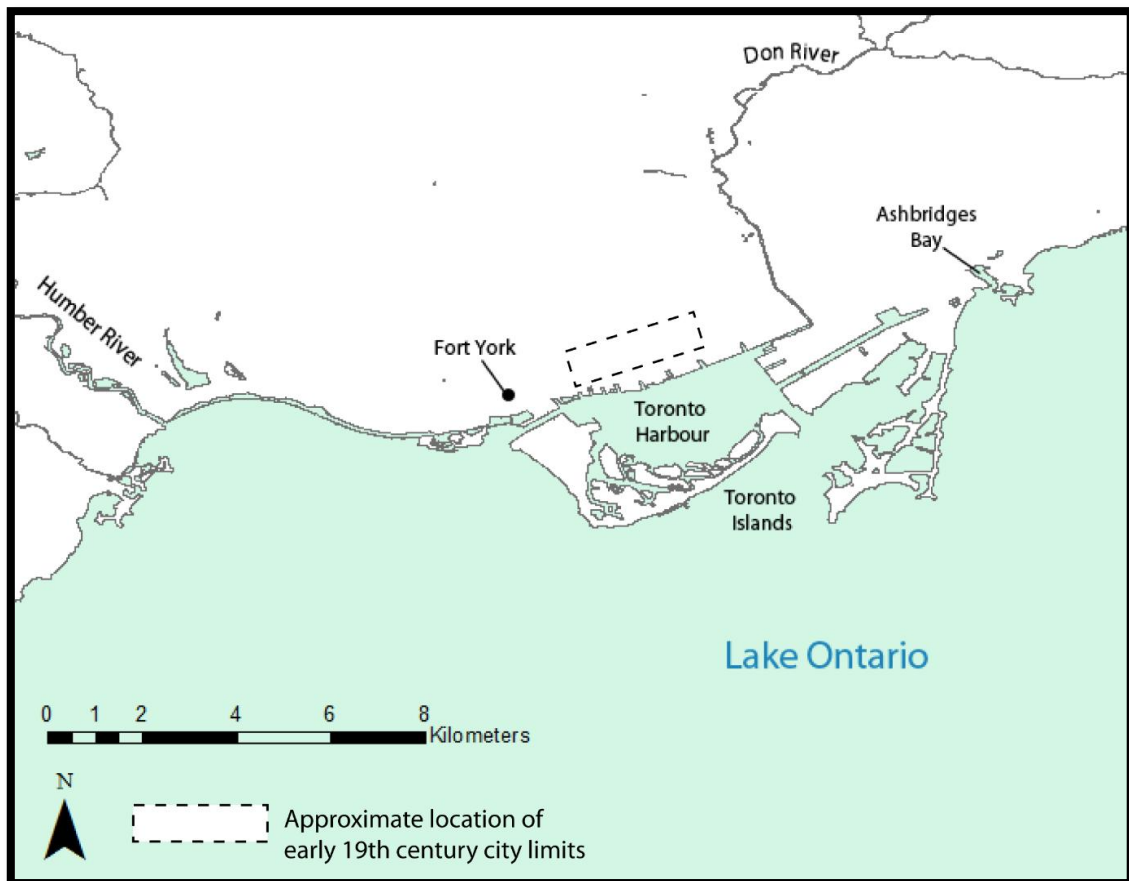 Don River
Ashbridges
Bay
Humber River
Fort York
Toronto
Harbour
Toronto
Islands
Lake Ontario
0 1 2 4 6 8
Kilometers
N
Approximate location of
early 19th century city limits